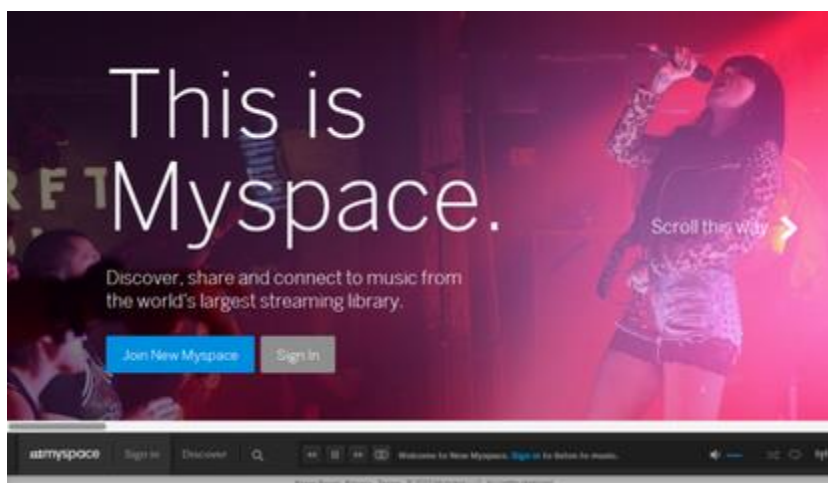 This is
Myspace.
Scroll this way
Discover, share and connect to music from
the world's largest streaming library.
Join New Myspace
Sign In
myspace
Sign in
Discover
Welcome to New Myspace. Sign in to listen to music.